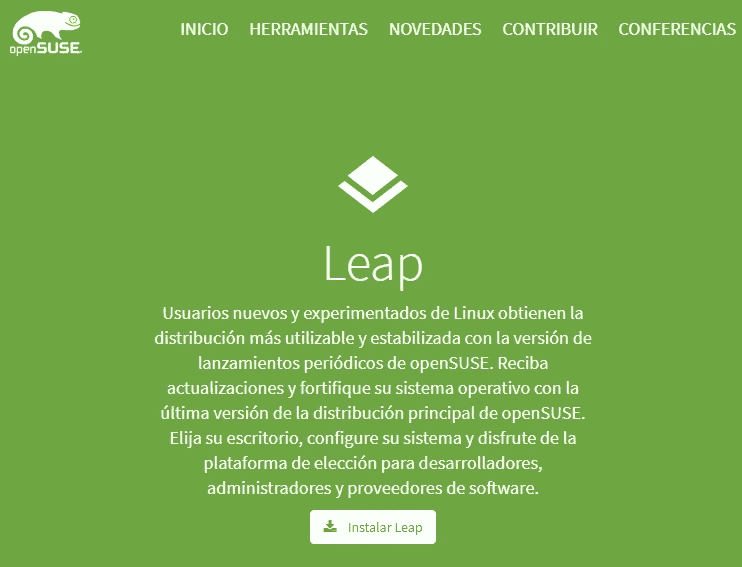 openSUSE.
INICIO HERRAMIENTAS NOVEDADES CONTRIBUIR CONFERENCIAS
Leap
Usuarios nuevos y experimentados de Linux obtienen la
distribución más utilizable y estabilizada con la versión de
lanzamientos periódicos de openSUSE. Reciba
actualizaciones y fortifique su sistema operativo con la
última versión de la distribución principal de openSUSE.
Elija su escritorio, configure su sistema y disfrute de la
plataforma de elección para desarrolladores,
administradores y proveedores de software.
Instalar Leap